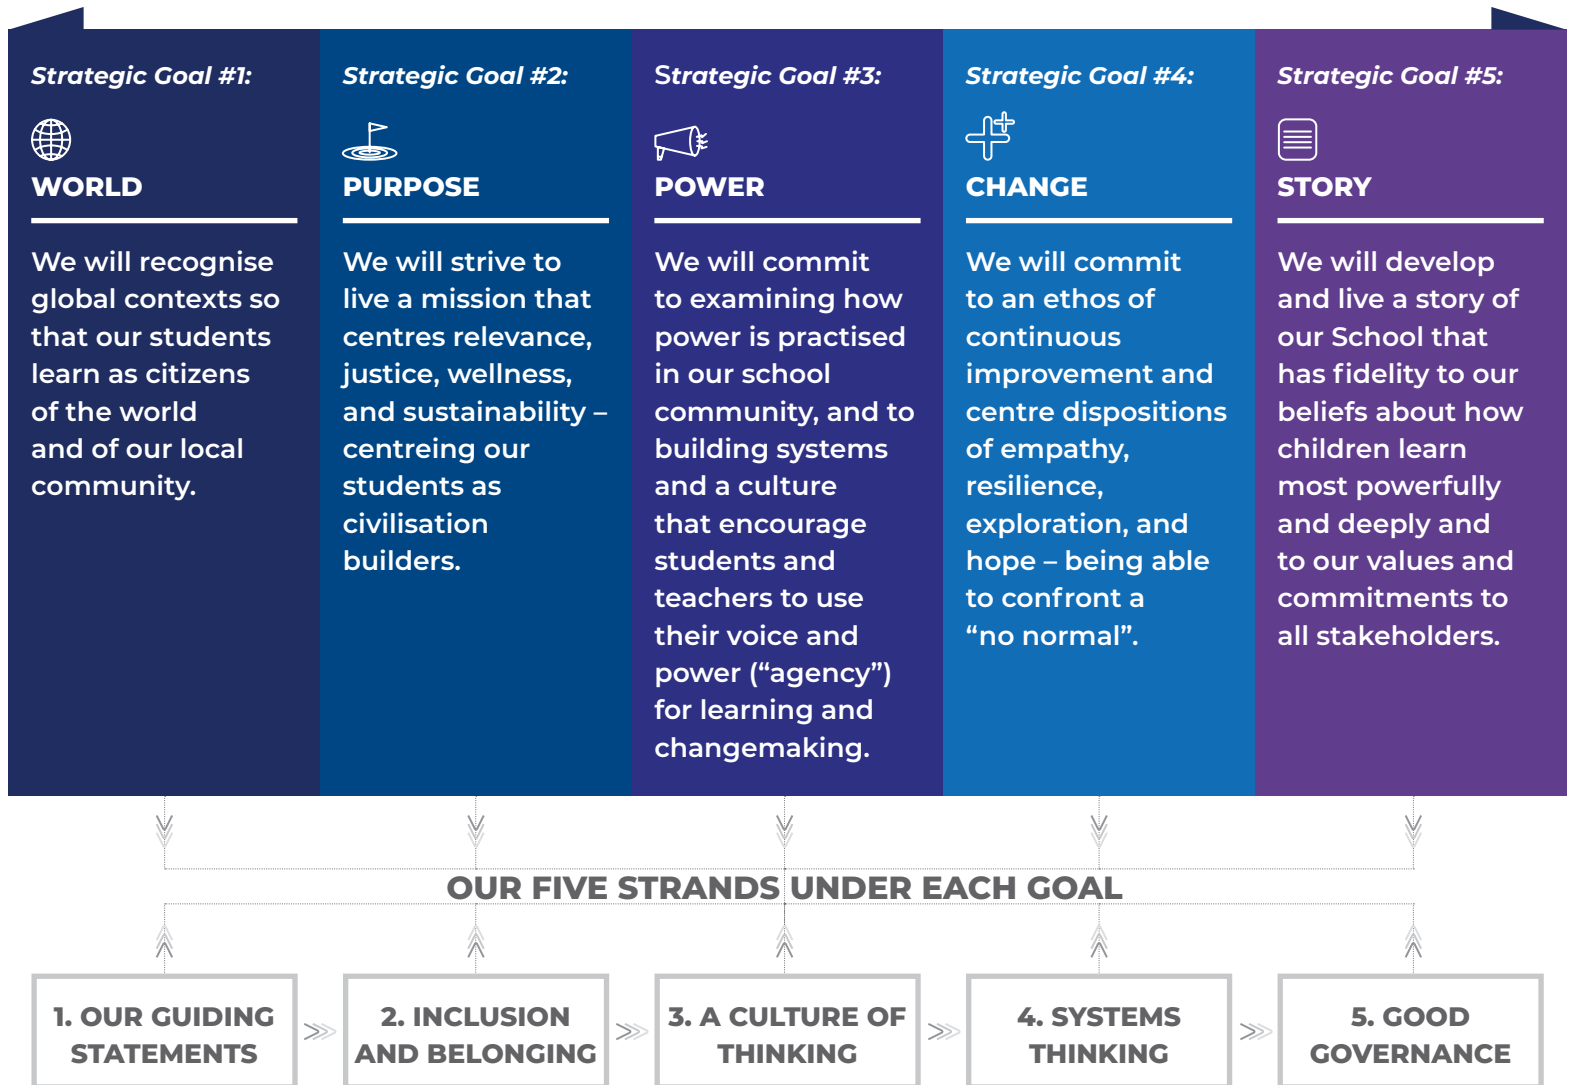 Strategic Goal #1:
WORLD
We will recognise
global contexts so
that our students
learn as citizens
of the world
and of our local
community.
Strategic Goal #2:
PURPOSE
We will strive to
live a mission that
centres relevance,
justice, wellness,
and sustainability –
centreing our
students as
civilisation
builders.
Strategic Goal #3:
POWER
We will commit
to examining how
power is practised
in our school
community, and to
building systems
and a culture
that encourage
students and
teachers to use
their voice and
power (“agency”)
for learning and
changemaking.
Strategic Goal #4:
CHANGE
We will commit
to an ethos of
continuous
improvement and
centre dispositions
of empathy,
resilience,
exploration, and
hope – being able
to confront a
“no normal”.
Strategic Goal #5:
STORY
We will develop
and live a story of
our School that
has fidelity to our
beliefs about how
children learn
most powerfully
and deeply and
to our values and
commitments to
all stakeholders.
OUR FIVE STRANDS UNDER EACH GOAL
1. OUR GUIDING
STATEMENTS
2. INCLUSION
AND BELONGING
3. A CULTURE OF
THINKING
4. SYSTEMS
THINKING
5. GOOD
GOVERNANCE